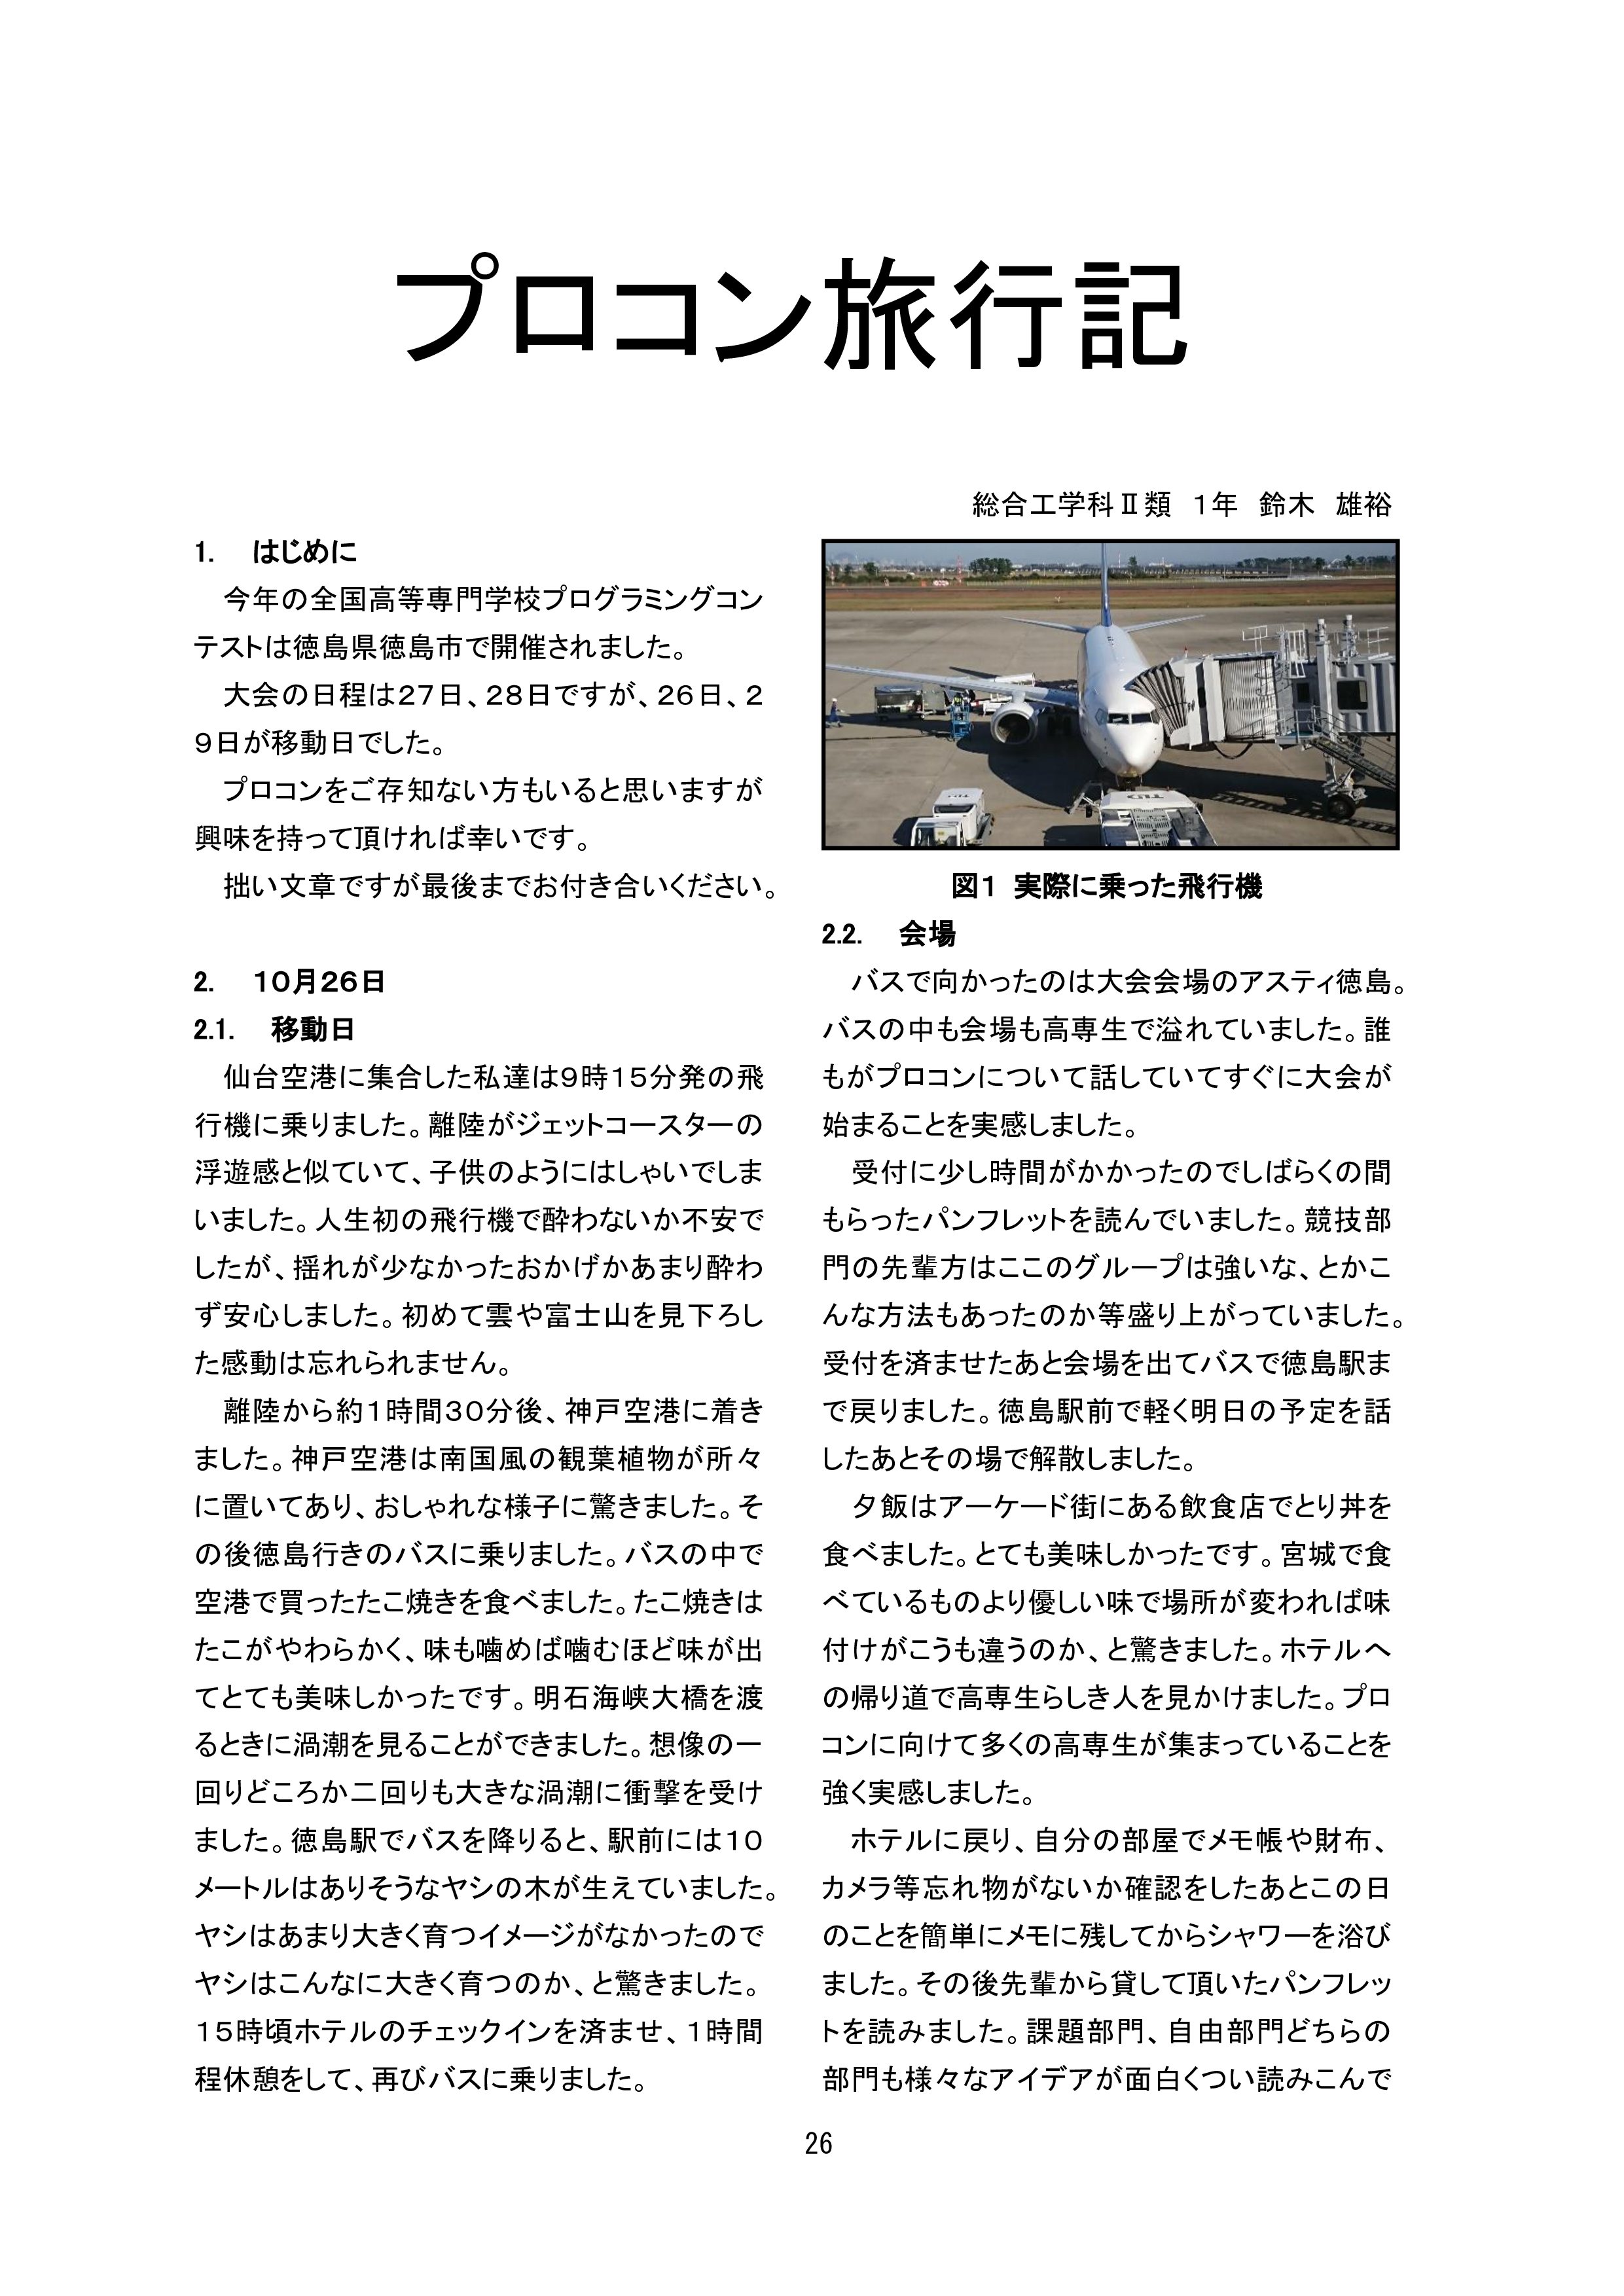 プロコン旅行記
総合工学科Ⅱ類 1年 鈴木 雄裕
1. はじめに
今年の全国高等専門学校プログラミングコン
テストは徳島県徳島市で開催されました。
大会の日程は27日、28日ですが、26日、2
9日が移動日でした。
プロコンをご存知ない方もいると思いますが
興味を持って頂ければ幸いです。
拙い文章ですが最後までお付き合いください。
2. 10月26日
2.1. 移動日
仙台空港に集合した私達は9時15分発の飛
行機に乗りました。離陸がジェットコースターの
浮遊感と似ていて、子供のようにはしゃいでしま
いました。人生初の飛行機で酔わないか不安で
したが、揺れが少なかったおかげかあまり酔わ
ず安心しました。初めて雲や富士山を見下ろし
た感動は忘れられません。
離陸から約1時間30分後、神戸空港に着き
ました。神戸空港は南国風の観葉植物が所々
に置いてあり、おしゃれな様子に驚きました。そ
の後徳島行きのバスに乗りました。バスの中で
空港で買ったたこ焼きを食べました。たこ焼きは
たこがやわらかく、味も噛めば噛むほど味が出
てとても美味しかったです。明石海峡大橋を渡
るときに渦潮を見ることができました。想像の一
回りどころか二回りも大きな渦潮に衝撃を受け
ました。徳島駅でバスを降りると、駅前には10
メートルはありそうなヤシの木が生えていました。
ヤシはあまり大きく育つイメージがなかったので
ヤシはこんなに大きく育つのか、と驚きました。
15時頃ホテルのチェックインを済ませ、1時間
程休憩をして、再びバスに乗りました。
図1 実際に乗った飛行機
2.2. 会場
バスで向かったのは大会会場のアスティ徳島。
バスの中も会場も高専生で溢れていました。誰
もがプロコンについて話していてすぐに大会が
始まることを実感しました。
受付に少し時間がかかったのでしばらくの間
もらったパンフレットを読んでいました。競技部
門の先輩方はここのグループは強いな、とかこ
んな方法もあったのか等盛り上がっていました。
受付を済ませたあと会場を出てバスで徳島駅ま
で戻りました。徳島駅前で軽く明日の予定を話
したあとその場で解散しました。
夕飯はアーケード街にある飲食店でとり丼を
食べました。とても美味しかったです。宮城で食
べているものより優しい味で場所が変われば味
付けがこうも違うのか、と驚きました。ホテルへ
の帰り道で高専生らしき人を見かけました。プロ
コンに向けて多くの高専生が集まっていることを
強く実感しました。
ホテルに戻り、自分の部屋でメモ帳や財布、
カメラ等忘れ物がないか確認をしたあとこの日
のことを簡単にメモに残してからシャワーを浴び
ました。その後先輩から貸して頂いたパンフレッ
トを読みました。課題部門、自由部門どちらの
部門も様々なアイデアが面白くつい読みこんで
26